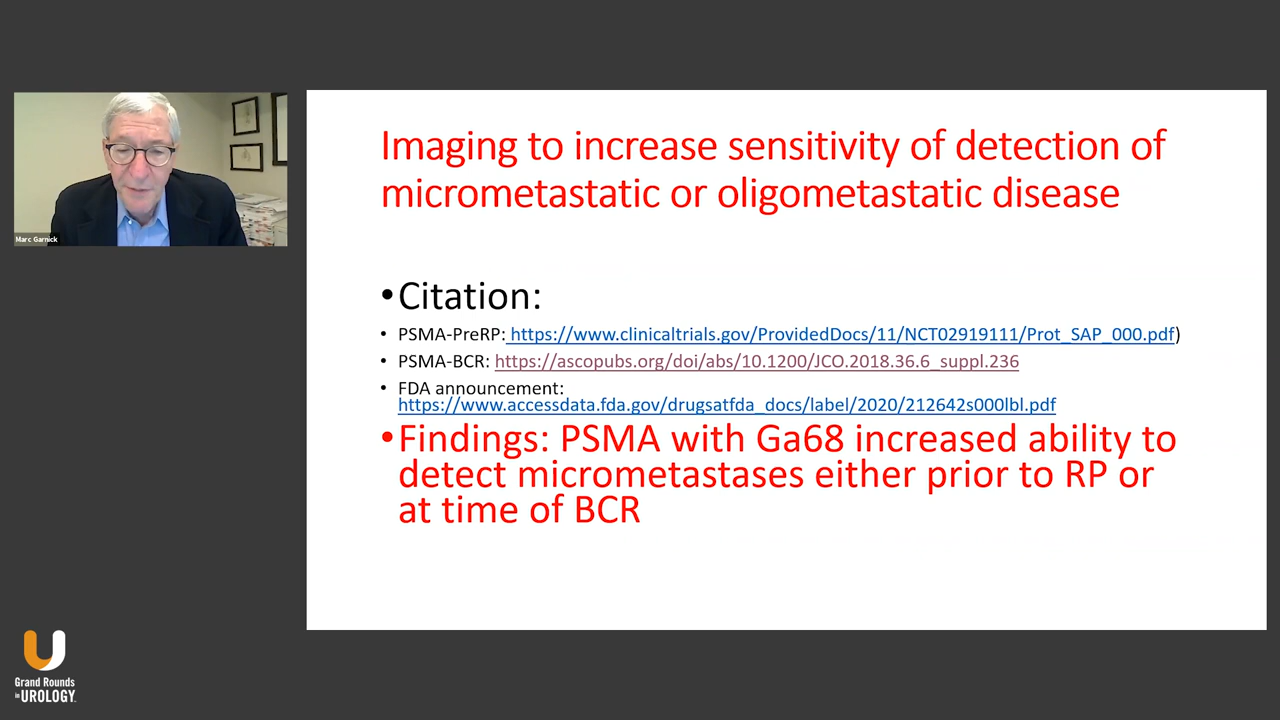 Imaging to increase sensitivity of detection of
micrometastatic or oligometastatic disease
•Citation:
• PSMA-PreRP: https://www.clinicaltrials.gov/ProvidedDocs/11/NCT02919111/Prot_SAP_000.pdf)
• PSMA-BCR: https://ascopubs.org/doi/abs/10.1200/JCO.2018.36.6_suppl.236
• FDA announcement:
https://www.accessdata.fda.gov/drugsatfda_docs/label/2020/212642s000lbl.pdf
•Findings: PSMA with Ga68 increased ability to
detect micrometastases either prior to RP or
at time of BCR
Marc Garnick
Grand Rounds
in UROLOGY